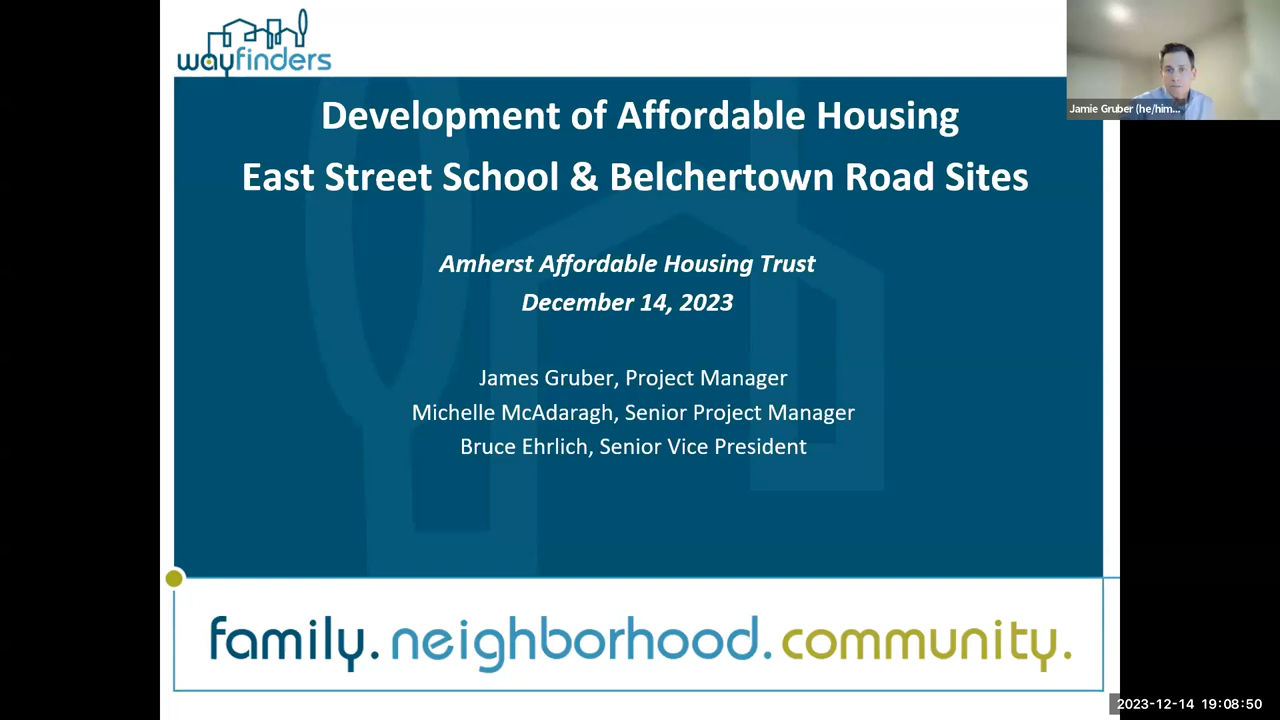 wayfinders
Jamie Gruber (he/him...
Development of Affordable Housing
East Street School & Belchertown Road Sites
Amherst Affordable Housing Trust
December 14, 2023
James Gruber, Project Manager
Michelle McAdaragh, Senior Project Manager
Bruce Ehrlich, Senior Vice President
family. neighborhood. community.
2023-12-14 19:08:50